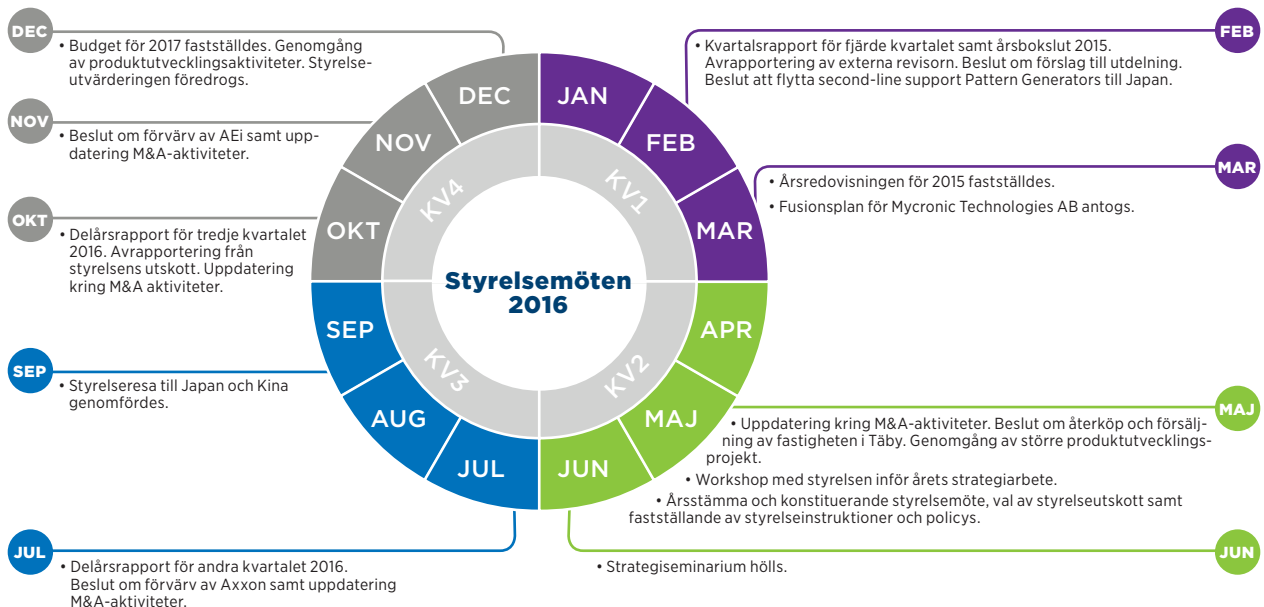 DEC
• Budget för 2017 fastställdes. Genomgång
av produktutvecklingsaktiviteter. Styrelse-
utvärderingen föredrogs.
NOV
• Beslut om förvärv av AEi samt upp-
datering M&A-aktiviteter.
OKT
• Delårsrapport för tredje kvartalet
2016. Avrapportering från
styrelsens utskott. Uppdatering
kring M&A aktiviteter.
SEP
• Styrelseresa till Japan och Kina
genomfördes.
JUL
• Delårsrapport för andra kvartalet 2016.
Beslut om förvärv av Axxon samt uppdatering
M&A-aktiviteter.
JAN
FEB
MAR
APR
MAJ
JUN
JUL
AUG
SEP
OKT
NOV
DEC
KV1
KV2
KV3
KV4
Styrelsemöten
2016
FEB
• Kvartalsrapport för fjärde kvartalet samt årsbokslut 2015.
Avrapportering av externa revisorn. Beslut om förslag till utdelning.
Beslut att flytta second-line support Pattern Generators till Japan.
MAR
• Årsredovisningen för 2015 fastställdes.
• Fusionsplan för Mycronic Technologies AB antogs.
MAJ
• Uppdatering kring M&A-aktiviteter. Beslut om återköp och försälj-
ning av fastigheten i Täby. Genomgång av större produktutvecklings-
projekt.
• Workshop med styrelsen inför årets strategiarbete.
• Årsstämma och konstituerande styrelsemöte, val av styrelseutskott samt
fastställande av styrelseinstruktioner och policys.
JUN
• Strategiseminarium hölls.